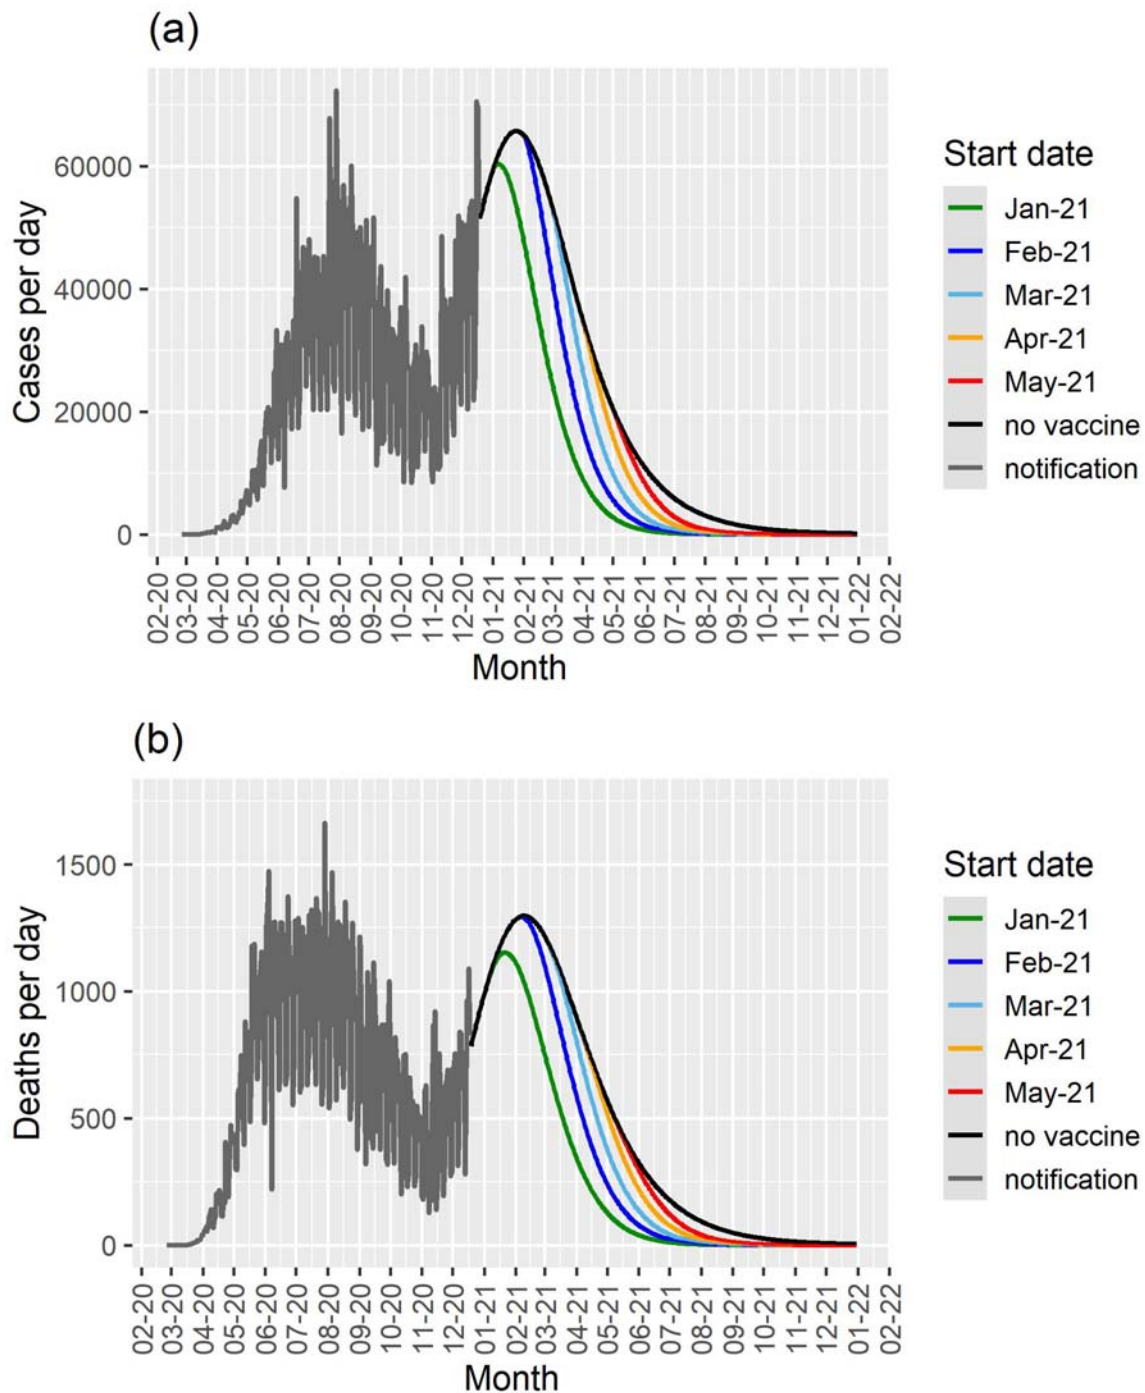 (a)
Cases per day
60000
40000
20000
0
02-20
03-20
04-20
05-20
06-20
07-20
08-20
09-20
10-20
11-20
12-20
01-21
02-21
03-21
04-21
05-21
06-21
07-21
08-21
09-21
10-21
11-21
12-21
01-22
02-22
Month
Start date
Jan-21
Feb-21
Mar-21
Apr-21
May-21
no vaccine
notification
(b)
Deaths per day
1500
1000
500
0
02-20
03-20
04-20
05-20
06-20
07-20
08-20
09-20
10-20
11-20
12-20
01-21
02-21
03-21
04-21
05-21
06-21
07-21
08-21
09-21
10-21
11-21
12-21
01-22
02-22
Month
Start date
Jan-21
Feb-21
Mar-21
Apr-21
May-21
no vaccine
notification